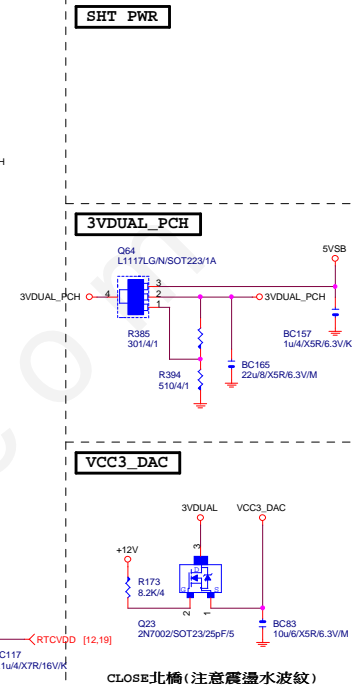 SHT PWR
H
3VDUAL_PCH
Q64
L1117LG/N/SOT223/1A
5VSB
3VDUAL_PCH
4
3
2
1
3VDUAL_PCH
R385
301/4/1
BC157
1u/4/X5R/6.3V/K
BC165
22u/8/X5R/6.3V/M
R394
510/4/1
VCC3_DAC
3VDUAL
VCC3_DAC
+12V
3
R173
8.2K/4
D
G
S
2
1
Q23
2N7002/SOT23/25pF/5
BC83
10u/6/X5R/6.3V/M
RTCVDD [12,19]
C117
1u/4/X7R/16V/K
CLOSE北橋(注意震盪水波紋)
com